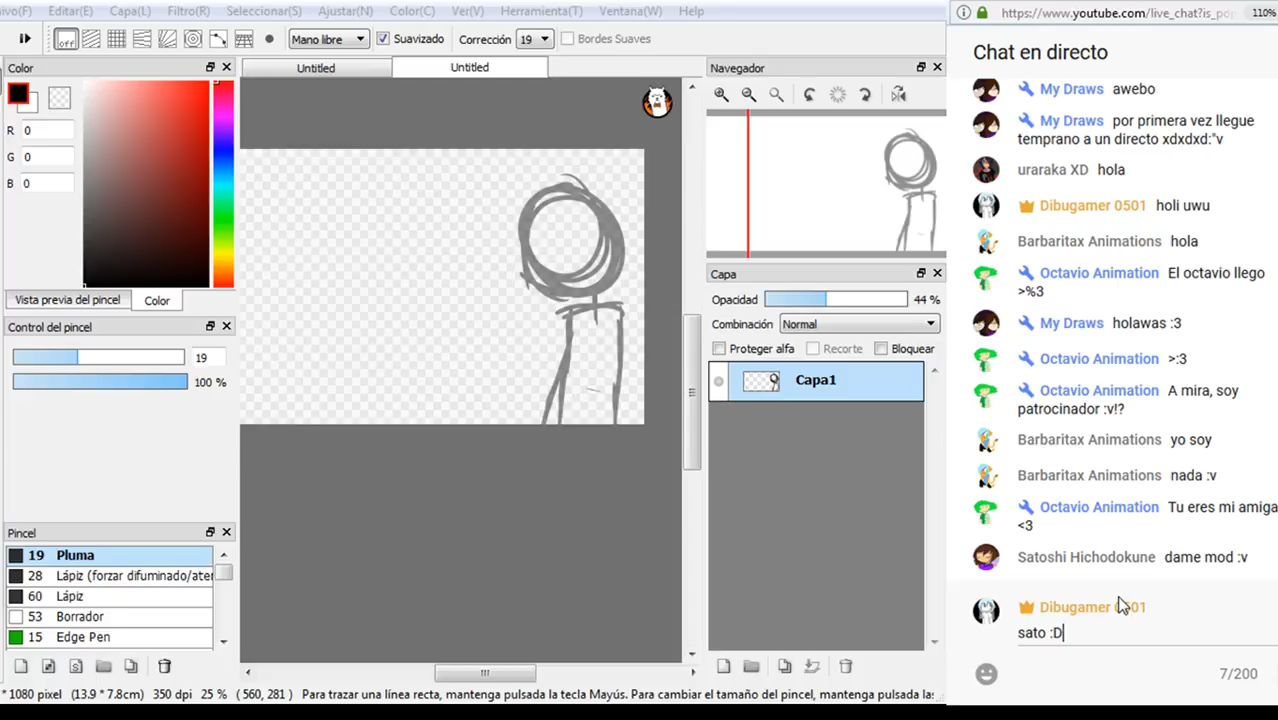 ivo(F) Editar(E) Capa(L) Filtro(R) Seleccionar(S) Ajustar(N) Color(C) Ver(V) Herramienta(T) Ventana(W) Help
off Mano libre Suavizado Corrección 19 Bordes Suaves
Color
R 0
G 0
B 0
Vista previa del pincel Color
Control del pincel
19
100 %
Pincel
19 Pluma
28 Lápiz (forzar difuminado/ater
60 Lápiz
53 Borrador
15 Edge Pen
Untitled Untitled
Navegador
Capa
Opacidad 44 %
Combinación Normal
Proteger alfa Recorte Bloquear
Capa1
* 1080 pixel (13.9 * 7.8cm) 350 dpi 25 % (560, 281) Para trazar una línea recta, mantenga pulsada la tecla Mayús. Para cambiar el tamaño del pincel, mantenga pulsada las
https://www.youtube.com/live_chat?is_pop 110%
Chat en directo
My Draws awebo
My Draws por primera vez llegue
temprano a un directo xdxdxd:"v
uraraka XD hola
Dibugamer 0501 holi uwu
Barbaritax Animations hola
Octavio Animation El octavio llego
>%3
My Draws holawas :3
Octavio Animation >:3
Octavio Animation A mira, soy
patrocinador :v!?
Barbaritax Animations yo soy
Barbaritax Animations nada :v
Octavio Animation Tu eres mi amiga
<3
Satoshi Hichodokune dame mod :v
Dibugamer 0501
sato :D
7/200